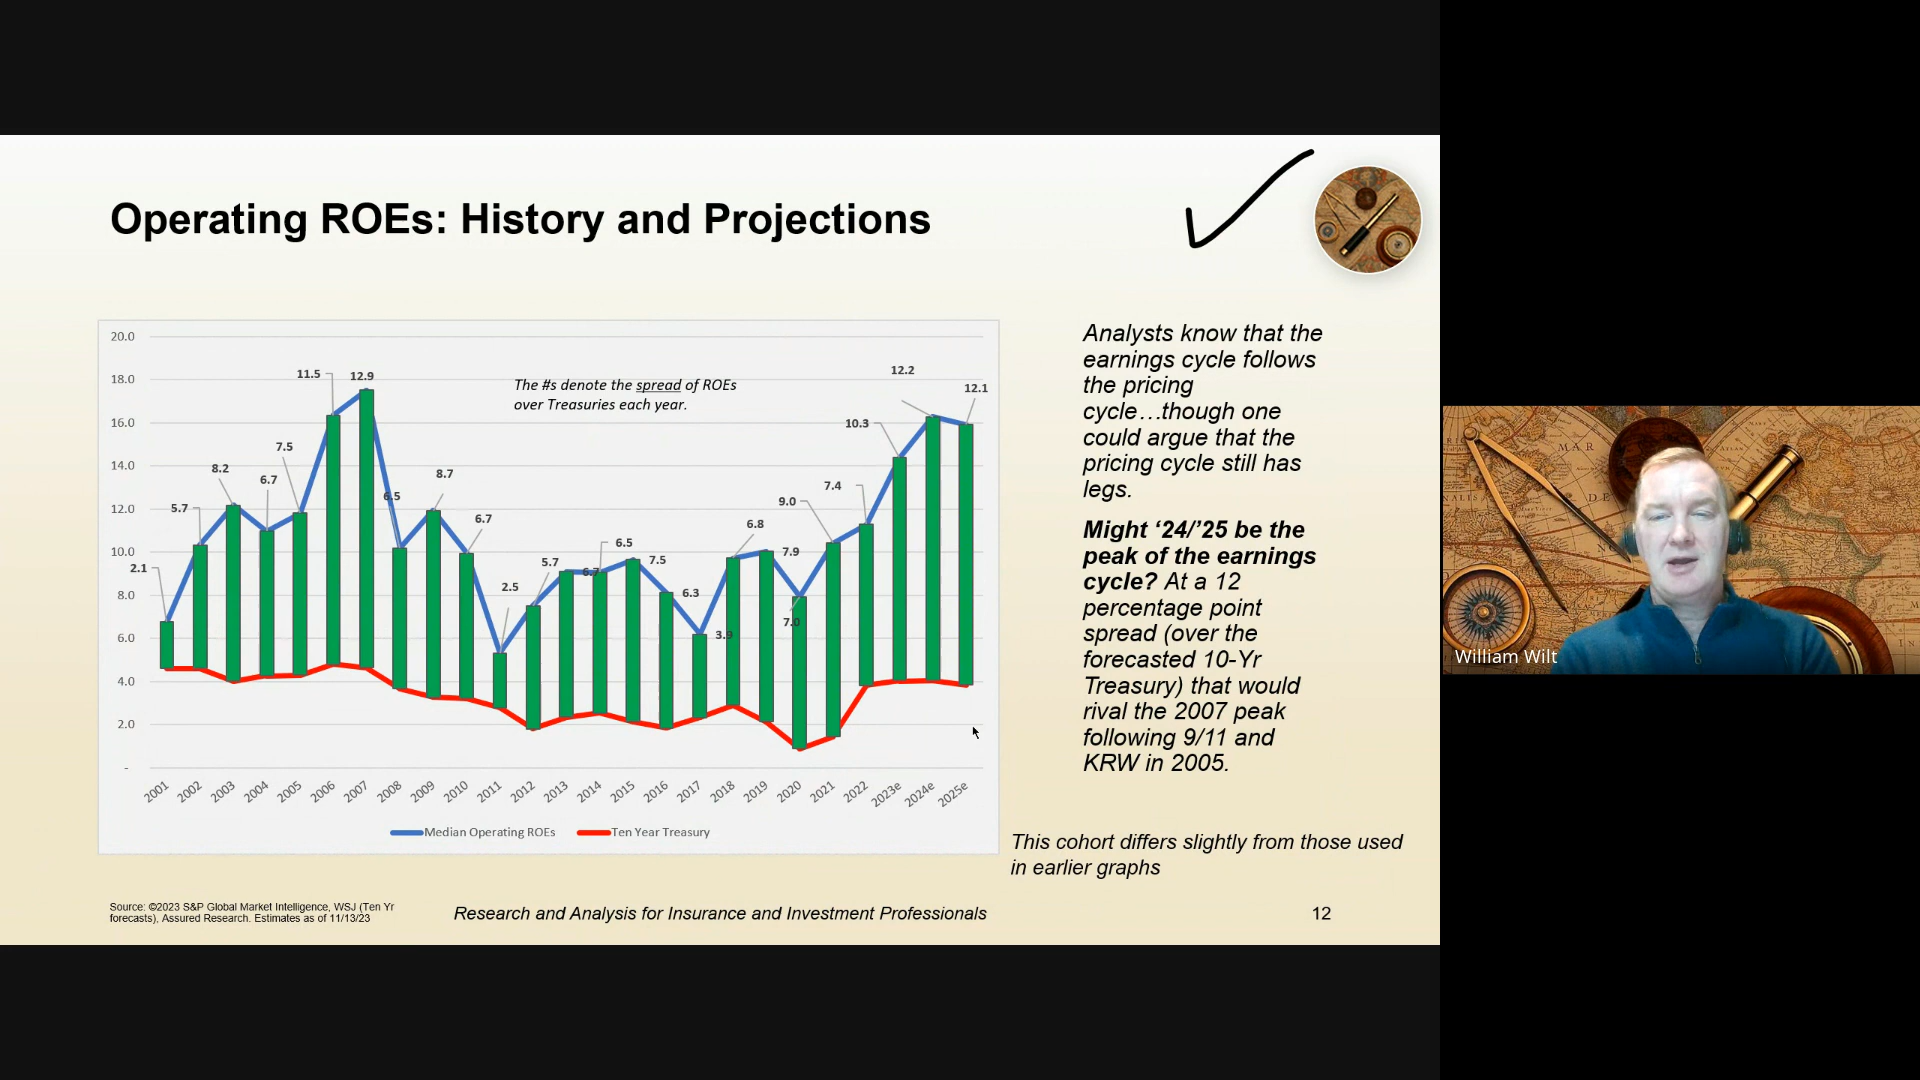 Operating ROEs: History and Projections
20.0
18.0
16.0
14.0
12.0
10.0
8.0
6.0
4.0
2.0
-
The #s denote the spread of ROEs
over Treasuries each year.
2.1
5.7
8.2
6.7
7.5
11.5
12.9
6.5
8.7
6.7
2.5
5.7
6.7
6.5
7.5
6.3
3.9
6.8
7.9
7.0
9.0
7.4
10.3
12.2
12.1
2001
2002
2003
2004
2005
2006
2007
2008
2009
2010
2011
2012
2013
2014
2015
2016
2017
2018
2019
2020
2021
2022
2023e
2024e
2025e
Median Operating ROEs
Ten Year Treasury
Analysts know that the
earnings cycle follows
the pricing
cycle…though one
could argue that the
pricing cycle still has
legs.
Might ‘24/’25 be the
peak of the earnings
cycle? At a 12
percentage point
spread (over the
forecasted 10-Yr
Treasury) that would
rival the 2007 peak
following 9/11 and
KRW in 2005.
This cohort differs slightly from those used
in earlier graphs
Source: ©2023 S&P Global Market Intelligence, WSJ (Ten Yr
forecasts), Assured Research. Estimates as of 11/13/23
Research and Analysis for Insurance and Investment Professionals
12
MAR
William Wilt